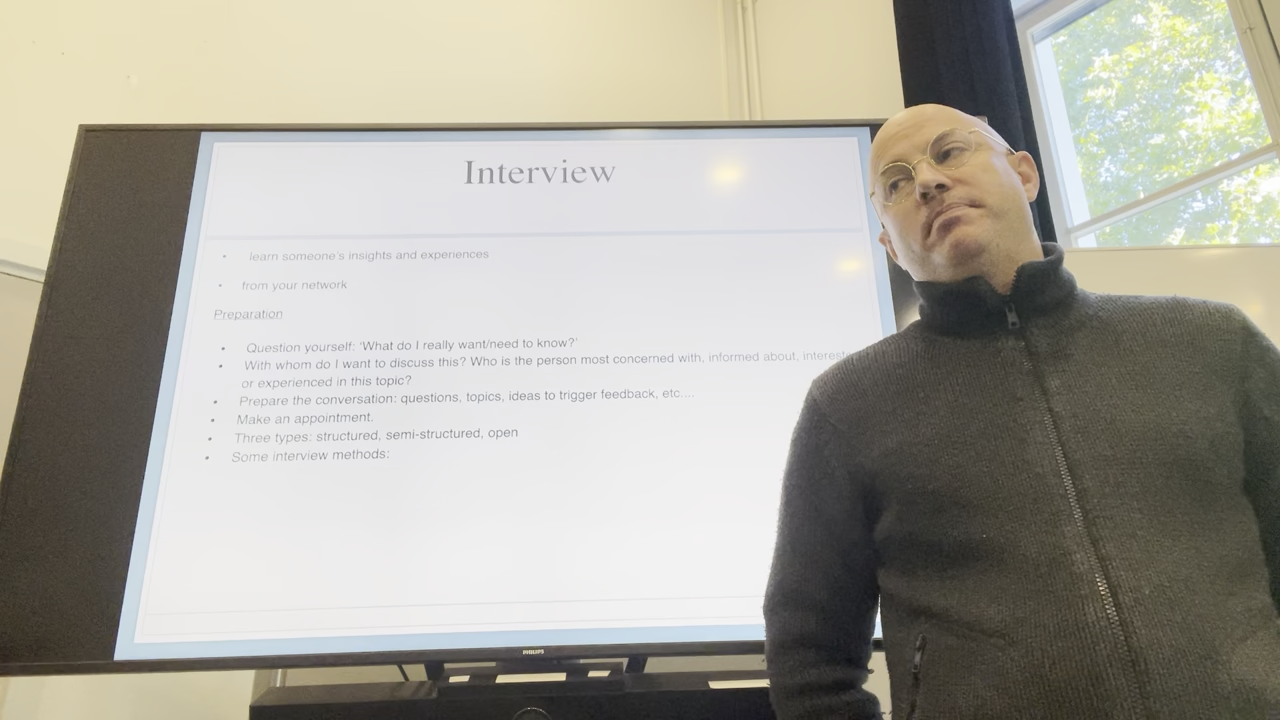 Interview
• learn someone's insights and experiences
• from your network
Preparation
• Question yourself: 'What do I really want/need to know?'
• With whom do I want to discuss this? Who is the person most concerned with, informed about,
or experienced in this topic?
• Prepare the conversation: questions, topics, ideas to trigger feedback, etc....
• Make an appointment.
• Three types: structured, semi-structured, open
• Some interview methods:
PHILIPS